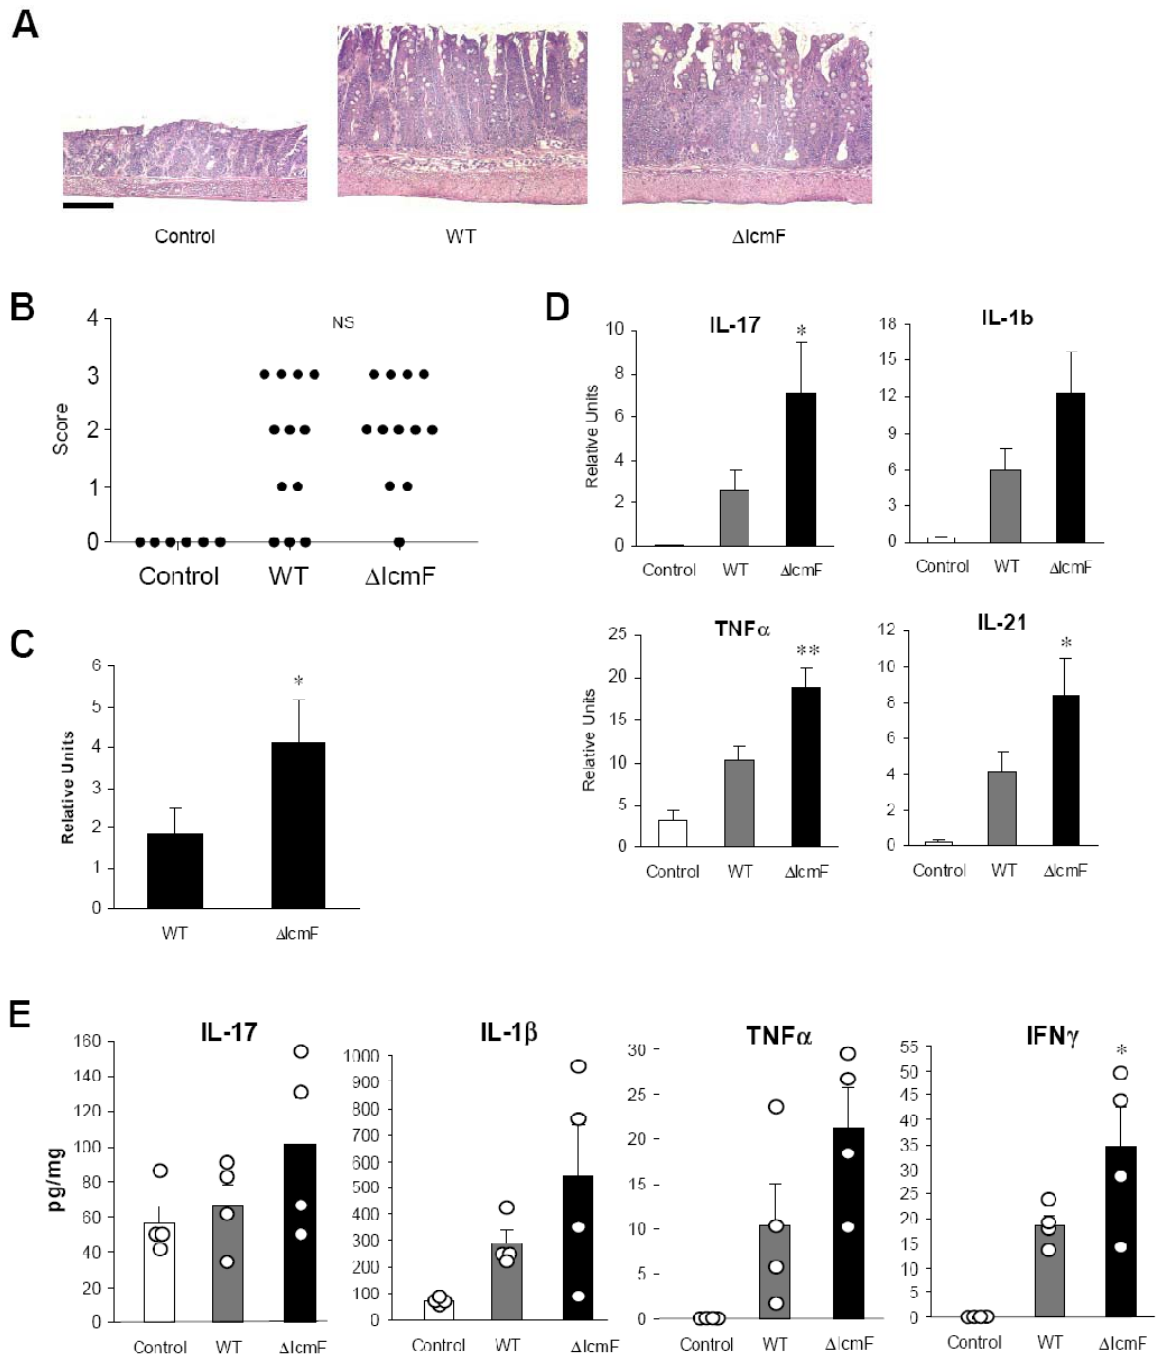 A
Control
WT
ΔIcmF
B
NS
4
3
2
1
0
Score
Control
WT
ΔIcmF
C
6
5
4
3
2
1
0
Relative Units
*
WT
ΔIcmF
D
IL-17
*
10
8
6
4
2
0
Relative Units
Control
WT
ΔIcmF
IL-1b
18
15
12
9
6
3
0
Control
WT
ΔIcmF
TNFα
**
25
20
15
10
5
0
Relative Units
Control
WT
ΔIcmF
IL-21
*
12
10
8
6
4
2
0
Control
WT
ΔIcmF
E
IL-17
160
140
120
100
80
60
40
20
0
pg/mg
Control
WT
ΔIcmF
IL-1β
1000
900
800
700
600
500
400
300
200
100
0
Control
WT
ΔIcmF
TNFα
30
25
20
15
10
5
0
Control
WT
ΔIcmF
IFNγ
*
55
50
45
40
35
30
25
20
15
10
5
0
Control
WT
ΔIcmF